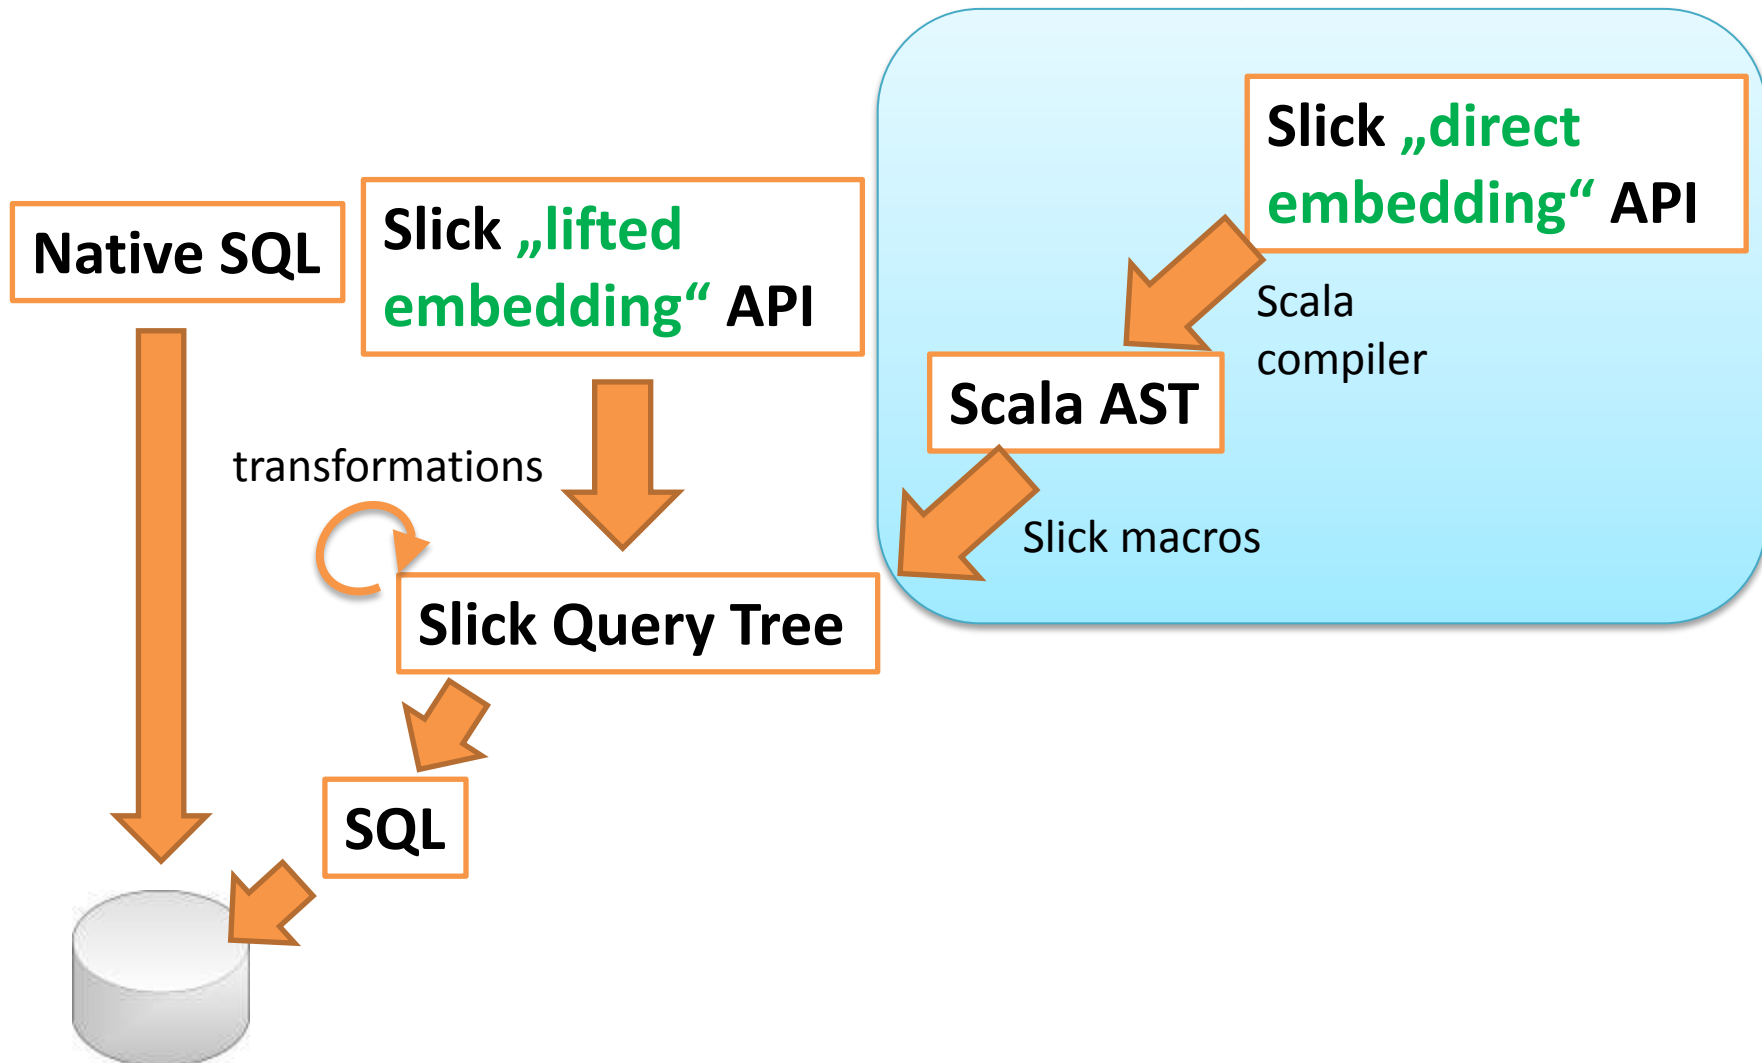 Native SQL
Slick „lifted
embedding“ API
Slick „direct
embedding“ API
Scala
compiler
Scala AST
Slick macros
transformations
Slick Query Tree
SQL